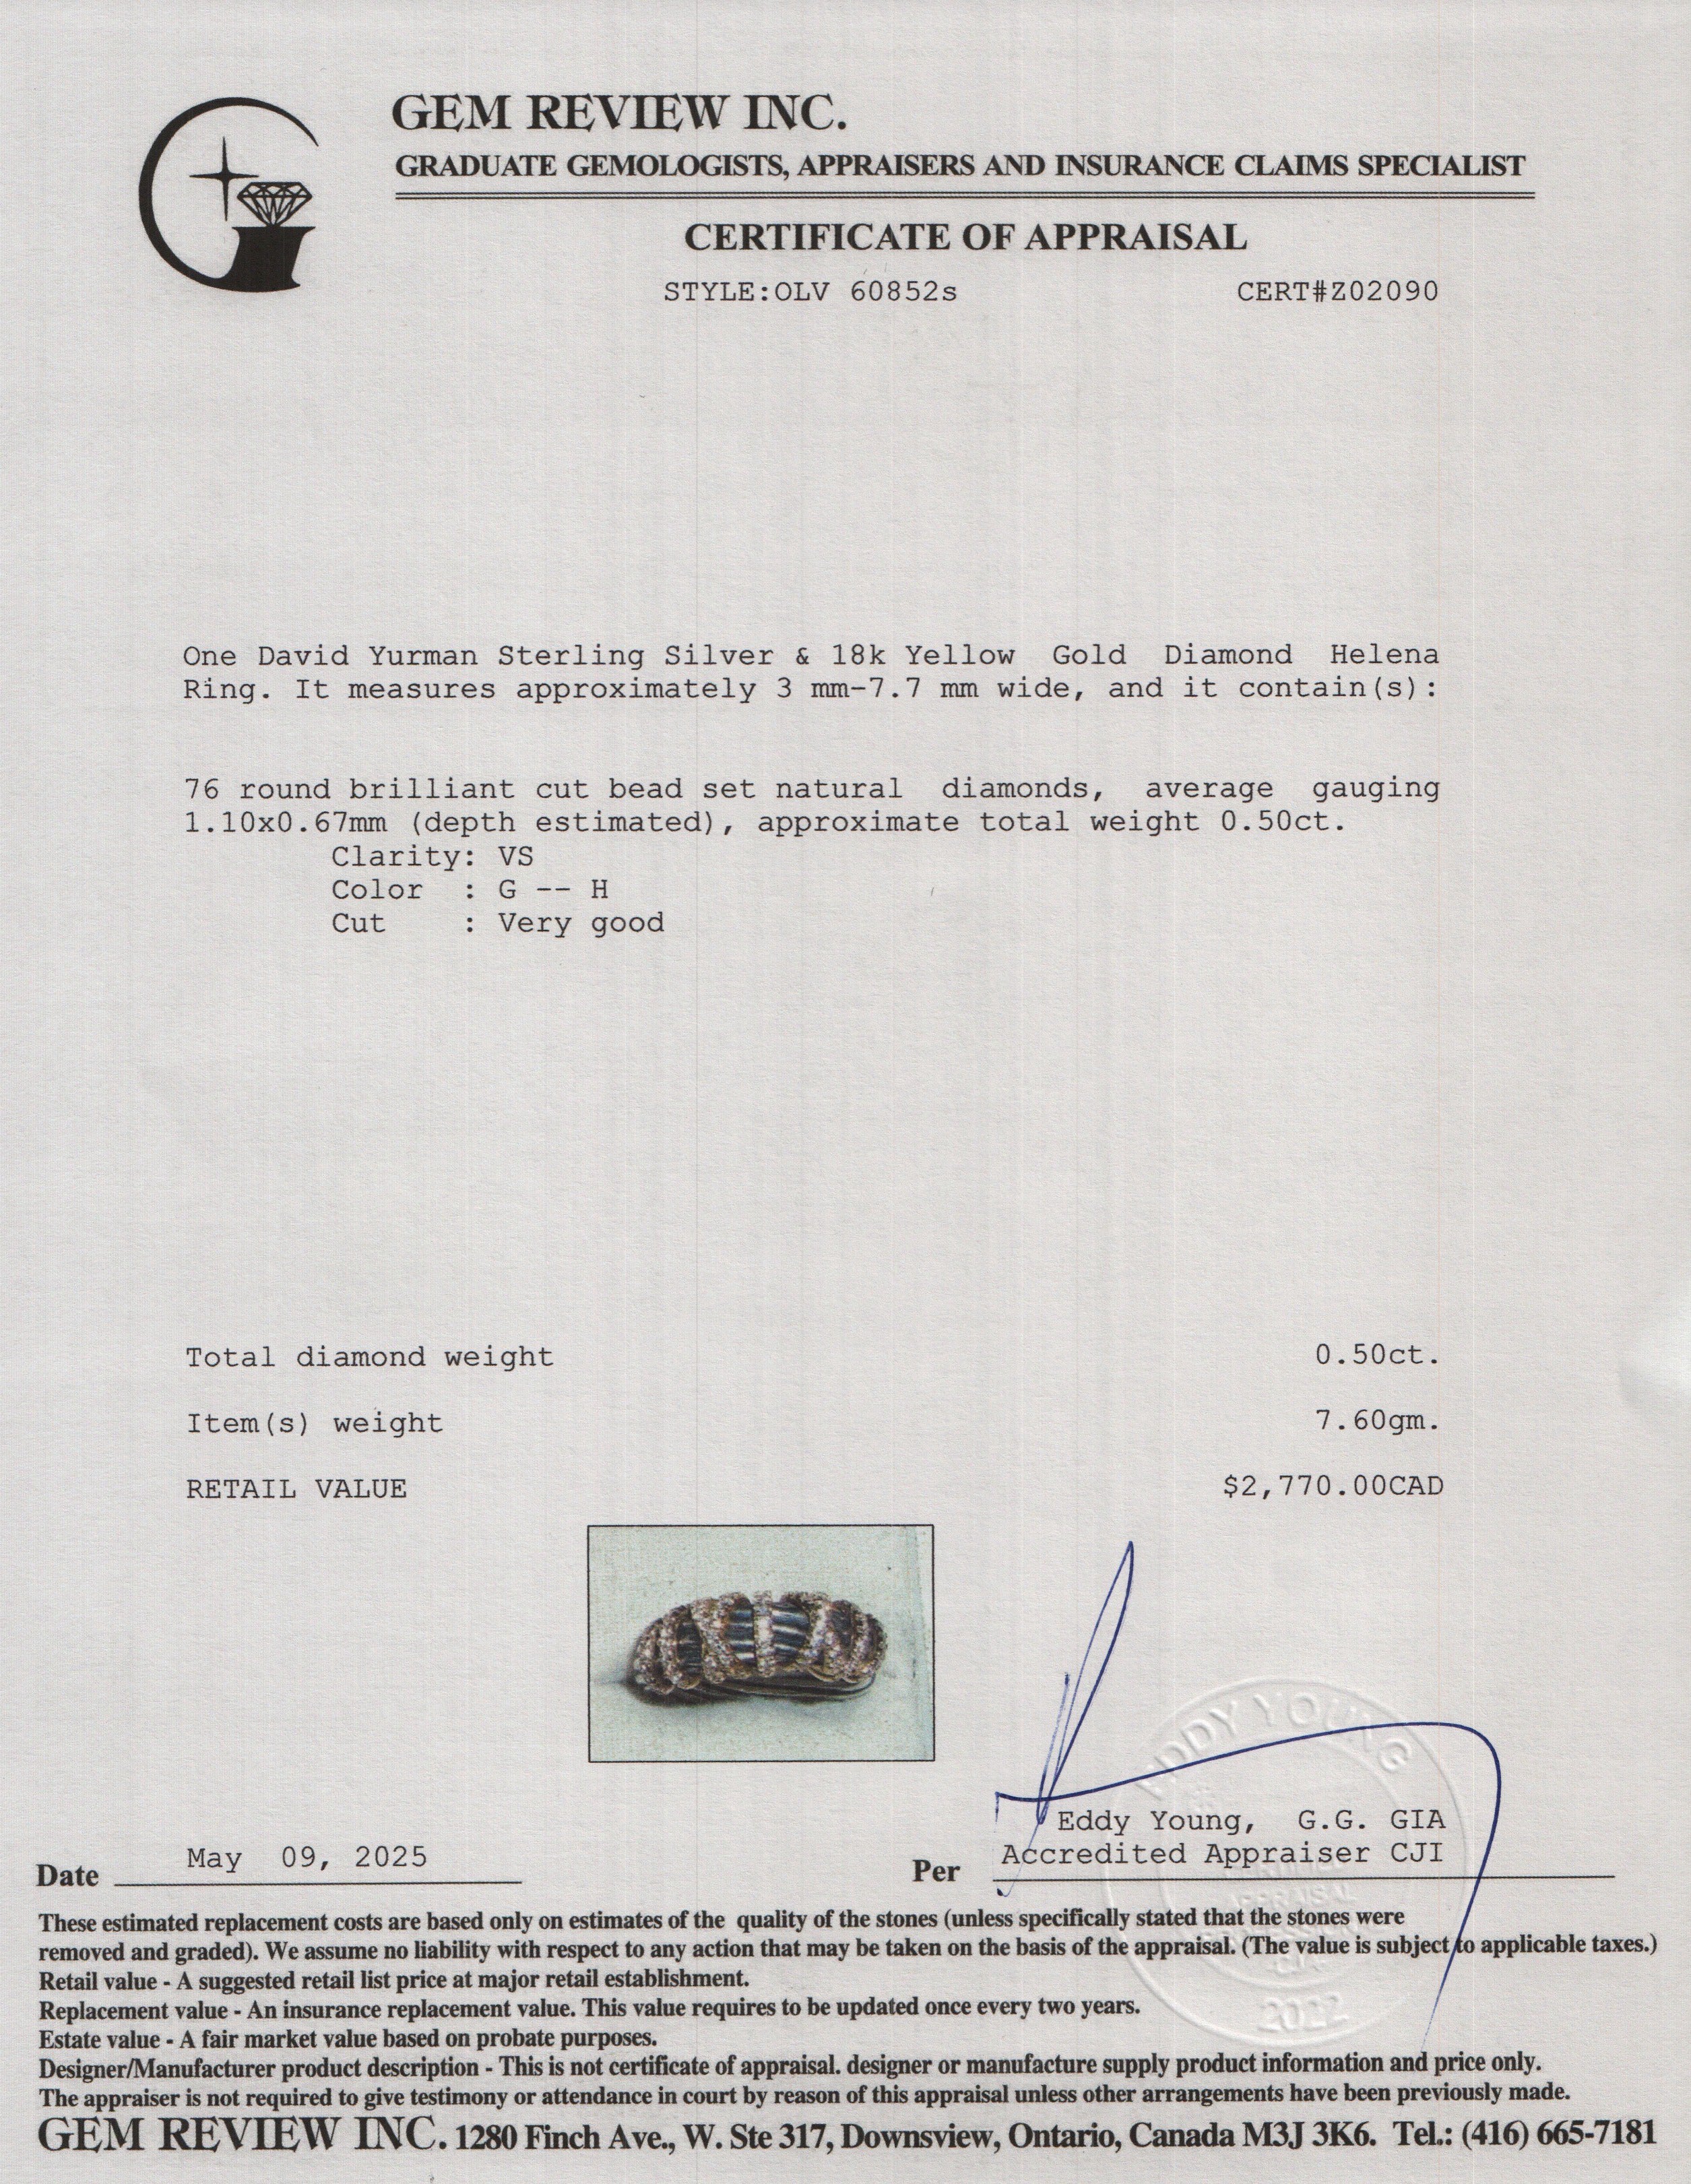 GEM REVIEW INC.
GRADUATE GEMOLOGISTS, APPRAISERS AND INSURANCE CLAIMS SPECIALIST
CERTIFICATE OF APPRAISAL
STYLE:OLV 60852s CERT#Z02090
One David Yurman Sterling Silver & 18k Yellow Gold Diamond Helena
Ring. It measures approximately 3 mm-7.7 mm wide, and it contain(s):
76 round brilliant cut bead set natural diamonds, average gauging
1.10x0.67mm (depth estimated), approximate total weight 0.50ct.
Clarity: VS
Color : G -- H
Cut : Very good
Total diamond weight 0.50ct.
Item(s) weight 7.60gm.
RETAIL VALUE $2,770.00CAD
EDDY YOUNG
Eddy Young, G.G. GIA
Accredited Appraiser CJI
Date May 09, 2025 Per
APPRAISAL
2022
These estimated replacement costs are based only on estimates of the quality of the stones (unless specifically stated that the stones were
removed and graded). We assume no liability with respect to any action that may be taken on the basis of the appraisal. (The value is subject to applicable taxes.)
Retail value - A suggested retail list price at major retail establishment.
Replacement value - An insurance replacement value. This value requires to be updated once every two years.
Estate value - A fair market value based on probate purposes.
Designer/Manufacturer product description - This is not certificate of appraisal. designer or manufacture supply product information and price only.
The appraiser is not required to give testimony or attendance in court by reason of this appraisal unless other arrangements have been previously made.
GEM REVIEW INC. 1280 Finch Ave., W. Ste 317, Downsview, Ontario, Canada M3J 3K6. Tel.: (416) 665-7181